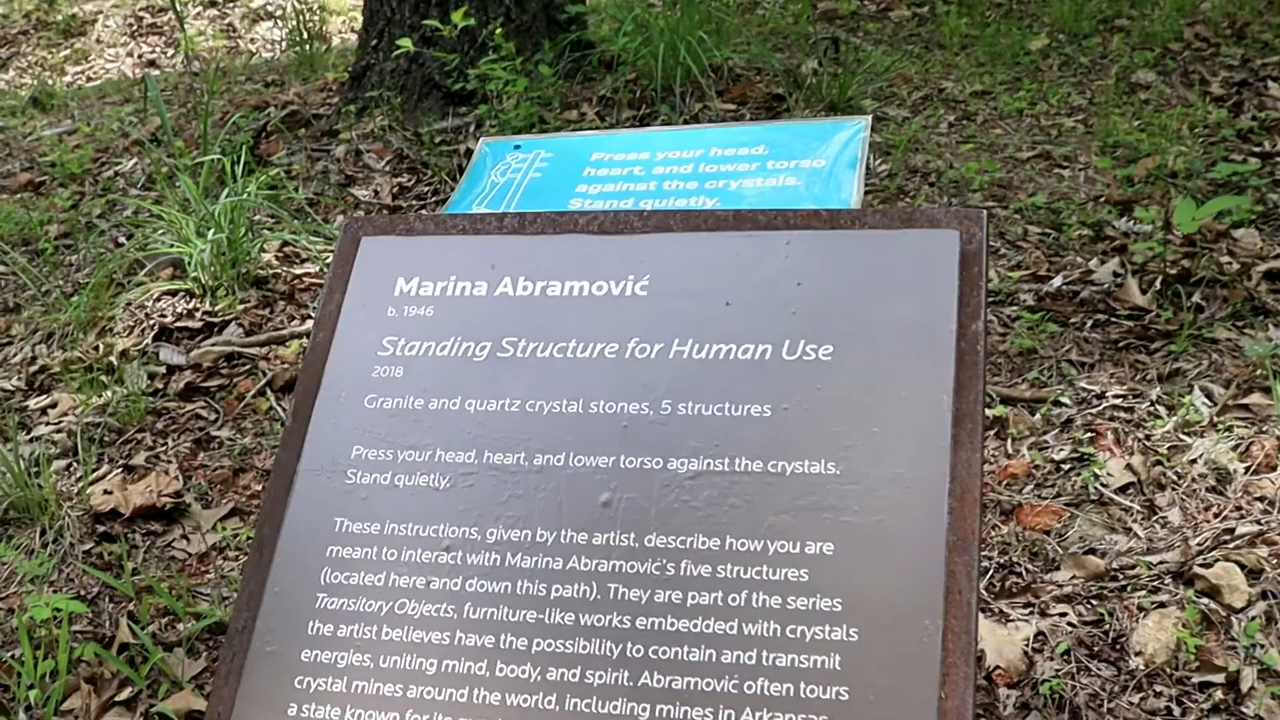 Press your head,
heart, and lower torso
against the crystals.
Stand quietly.
Marina Abramović
b. 1946
Standing Structure for Human Use
2018
Granite and quartz crystal stones, 5 structures
Press your head, heart, and lower torso against the crystals.
Stand quietly.
These instructions, given by the artist, describe how you are
meant to interact with Marina Abramović's five structures
(located here and down this path). They are part of the series
Transitory Objects, furniture-like works embedded with crystals
the artist believes have the possibility to contain and transmit
energies, uniting mind, body, and spirit. Abramović often tours
crystal mines around the world, including mines in Arkansas,
a state known for its